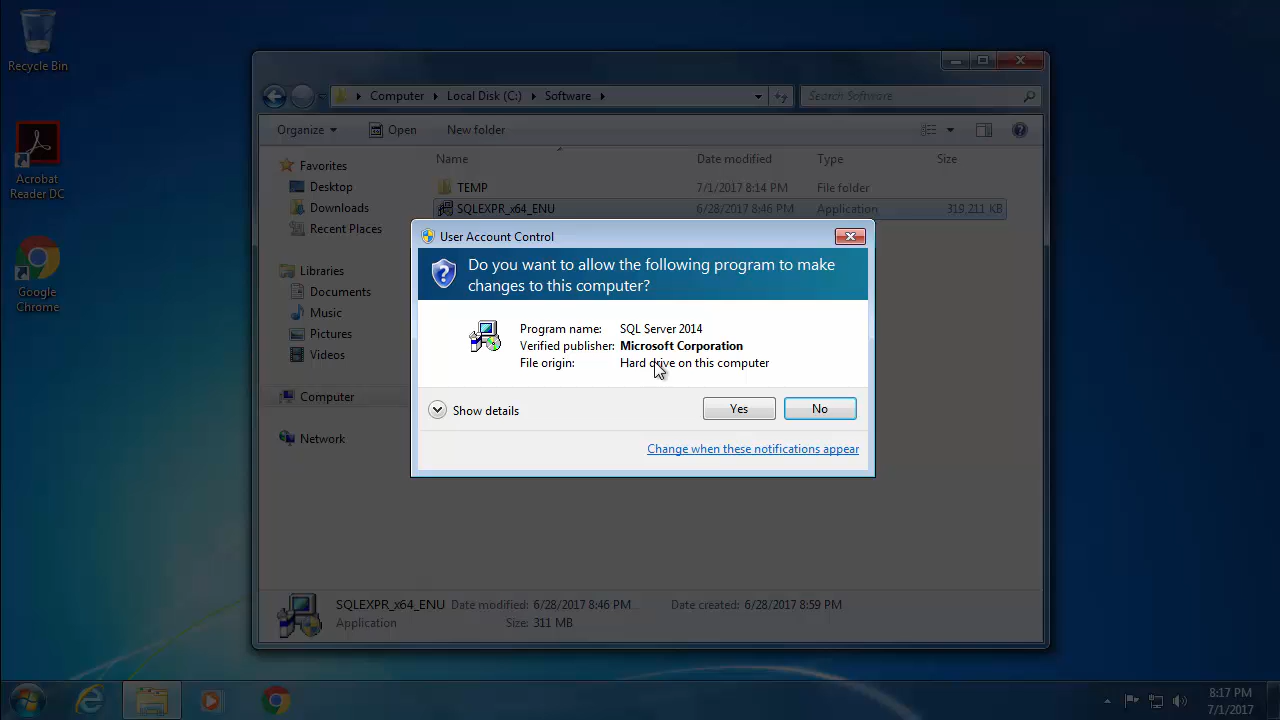 Recycle Bin
Acrobat
Reader DC
Google
Chrome
Computer Local Disk (C:) Software
Search Software
Organize Open New folder
Name Date modified Type Size
TEMP 7/1/2017 8:14 PM File folder
SQLEXPR_x64_ENU 6/28/2017 8:46 PM Application 319,211 KB
Favorites
Desktop
Downloads
Recent Places
Libraries
Documents
Music
Pictures
Videos
Computer
Network
User Account Control
Do you want to allow the following program to make
changes to this computer?
Program name: SQL Server 2014
Verified publisher: Microsoft Corporation
File origin: Hard drive on this computer
Show details
Yes
No
Change when these notifications appear
SQLEXPR_x64_ENU Date modified: 6/28/2017 8:46 PM... Date created: 6/28/2017 8:59 PM
Application Size: 311 MB
8:17 PM
7/1/2017